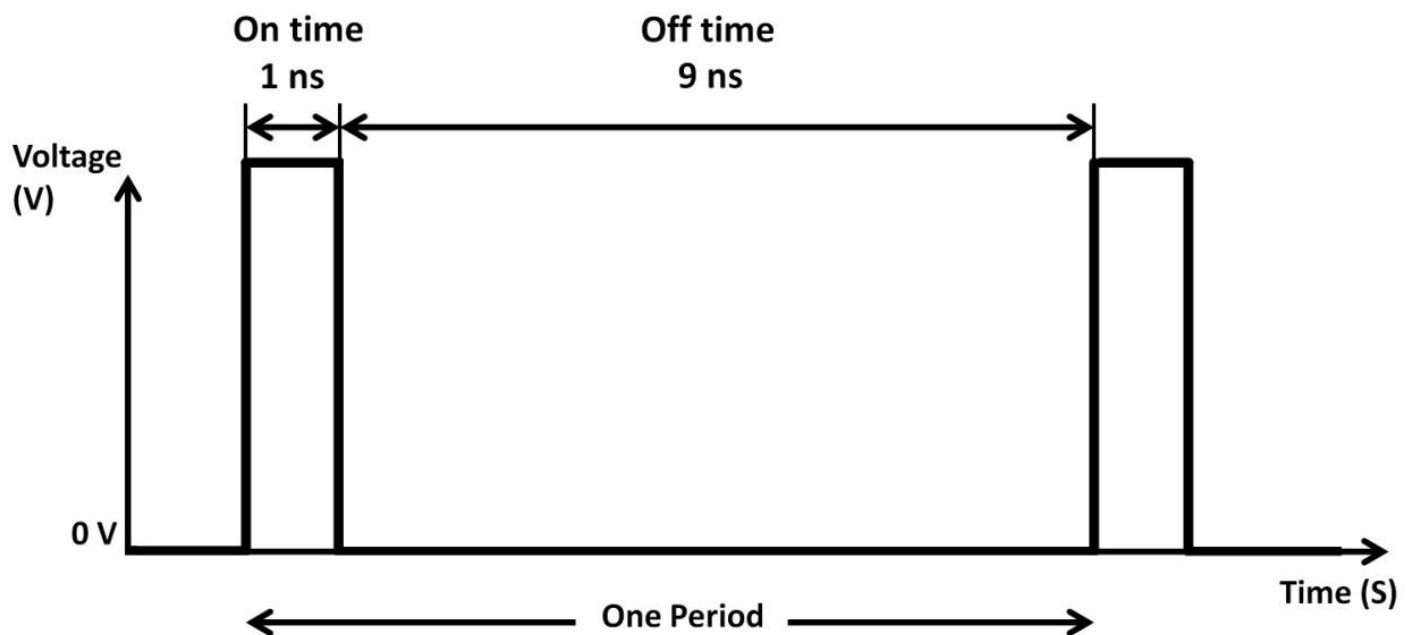 On time
1 ns
Off time
9 ns
Voltage
(V)
0 V
Time (S)
One Period